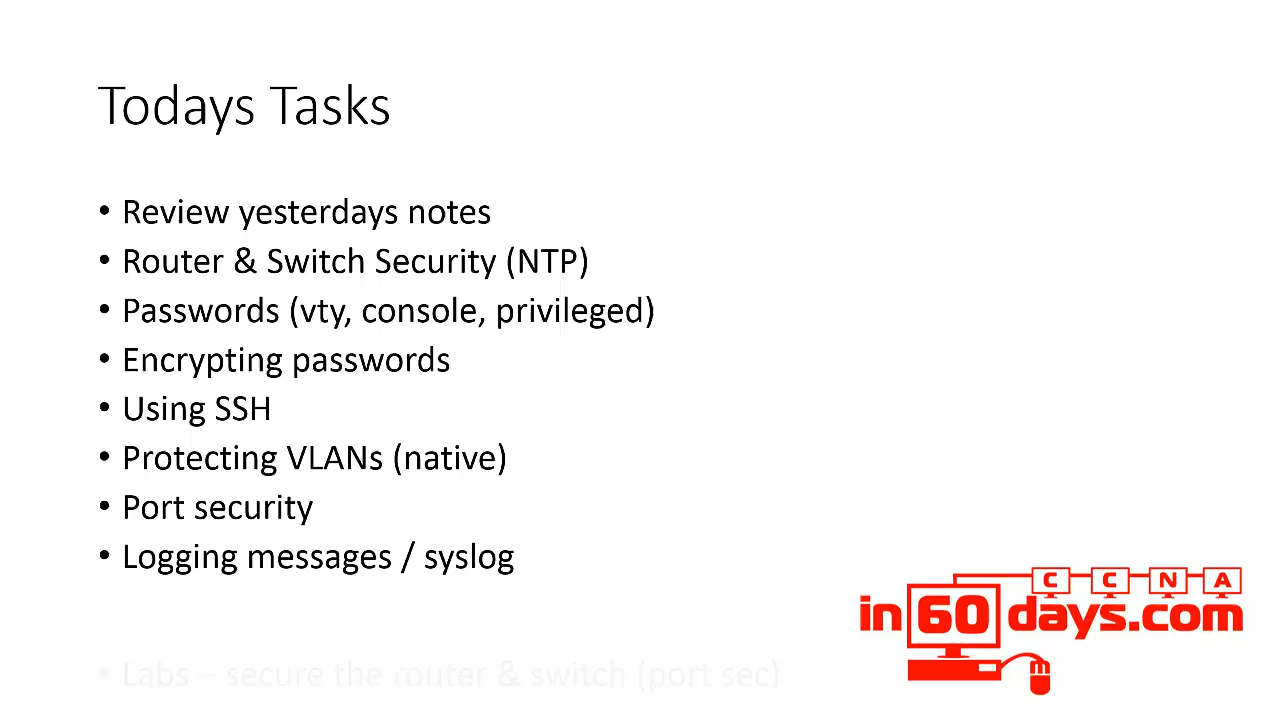 Todays Tasks
• Review yesterdays notes
• Router & Switch Security (NTP)
• Passwords (vty, console, privileged)
• Encrypting passwords
• Using SSH
• Protecting VLANs (native)
• Port security
• Logging messages / syslog
C C N A
in 60 days.com
• Labs – secure the router & switch (port sec)